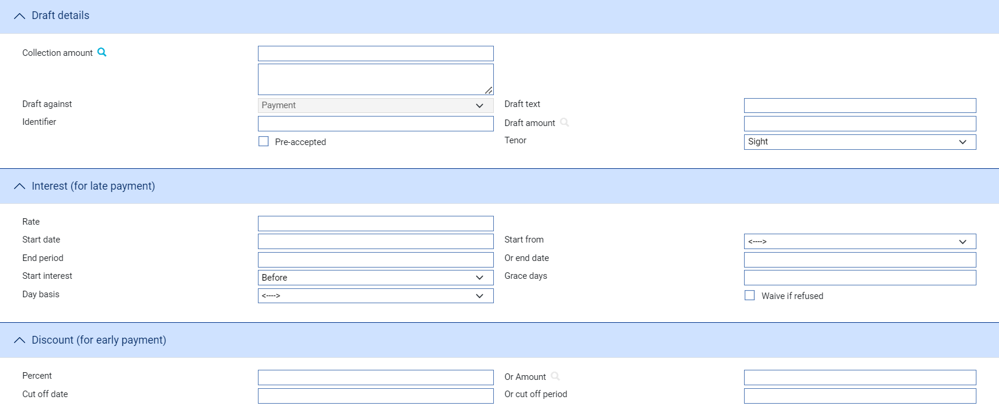 Draft details
Collection amount
Draft against Payment Draft text
Identifier Draft amount
Pre-accepted Tenor Sight
Interest (for late payment)
Rate
Start date Start from <---->
End period Or end date
Start interest Before Grace days
Day basis <----> Waive if refused
Discount (for early payment)
Percent Or Amount
Cut off date Or cut off period